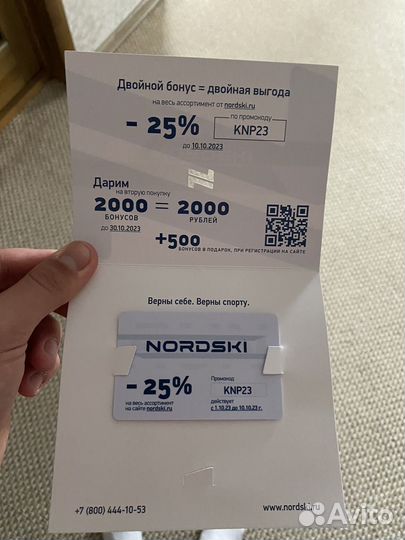 Двойной бонус = двойная выгода
на весь ассортимент от nordski.ru
- 25%
по промокоду
KNP23
до 10.10.2023
Дарим
на вторую покупку
2000 = 2000
БОНУСОВ РУБЛЕЙ
до 30.10.2023
+500
БОНУСОВ В ПОДАРОК, ПРИ РЕГИСТРАЦИИ НА САЙТЕ
Верны себе. Верны спорту.
NORDSKI
- 25%
на весь ассортимент
на сайте nordski.ru
Промокод
KNP23
действует
с 1.10.23 до 10.10.23 г.
+7 (800) 444-10-53
www.nordski.ru
Avito